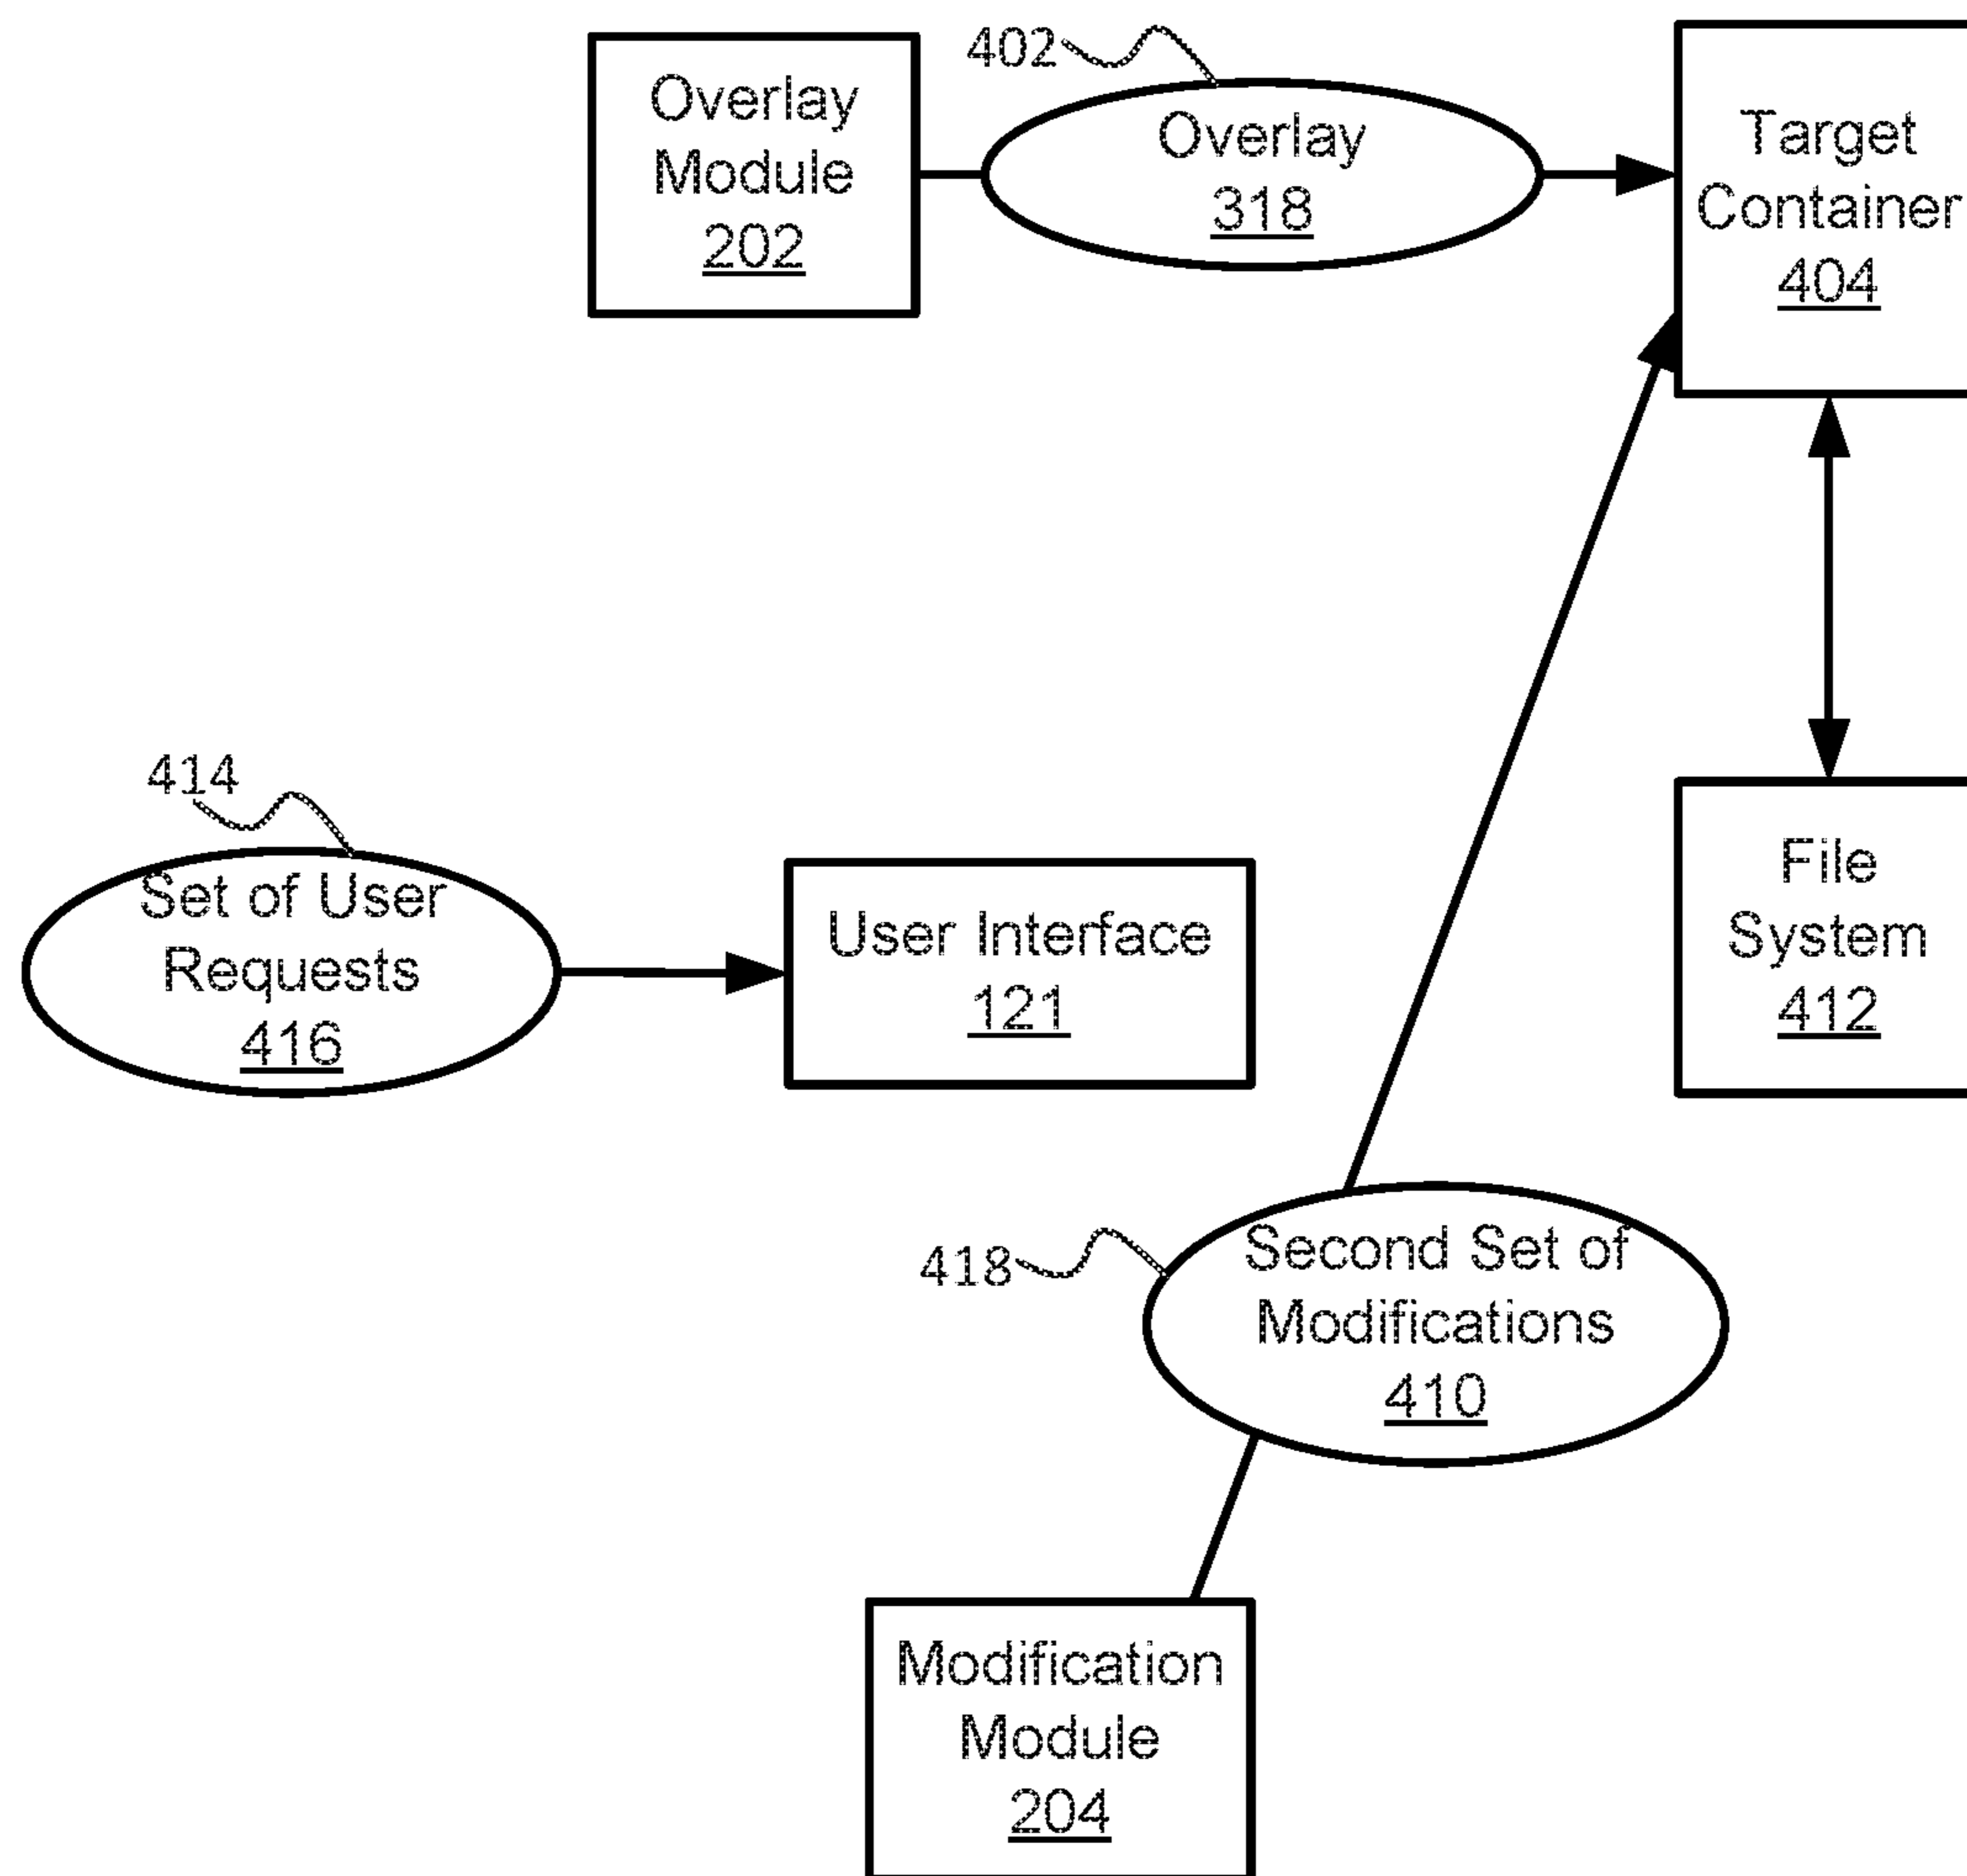 402
Overlay
Module
202
Overlay
318
Target
Container
404
414
Set of User
Requests
416
User Interface
121
File
System
412
418
Second Set of
Modifications
410
Modification
Module
204